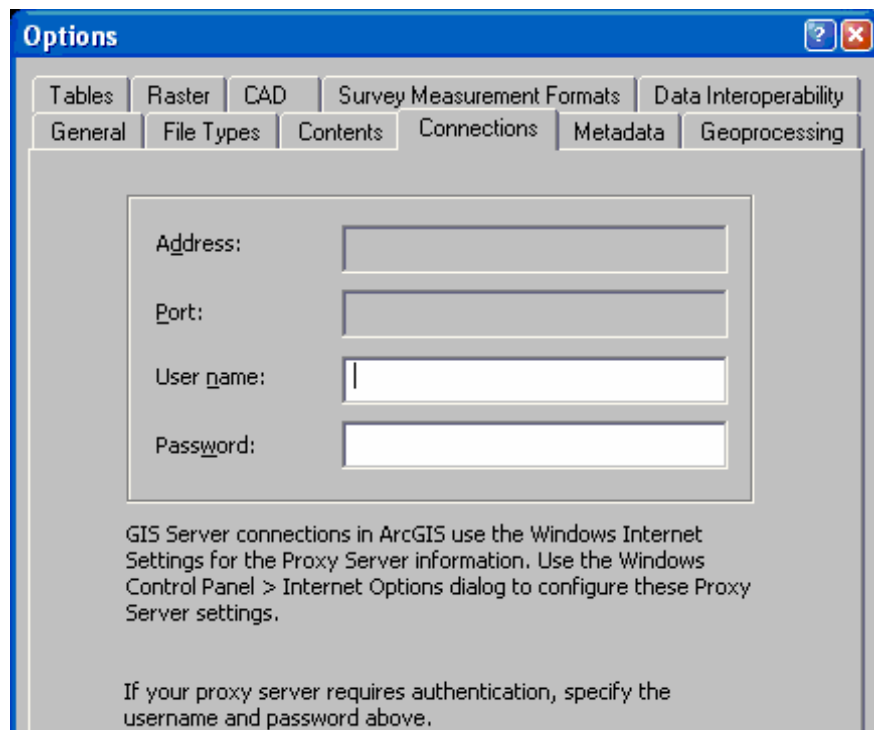 Options
Tables Raster CAD Survey Measurement Formats Data Interoperability
General File Types Contents Connections Metadata Geoprocessing
Address:
Port:
User name:
Password:
GIS Server connections in ArcGIS use the Windows Internet
Settings for the Proxy Server information. Use the Windows
Control Panel > Internet Options dialog to configure these Proxy
Server settings.
If your proxy server requires authentication, specify the
username and password above.